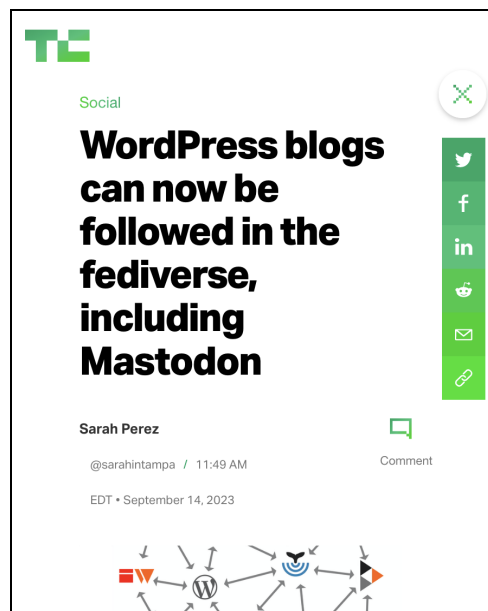 TC
Social
WordPress blogs
can now be
followed in the
fediverse,
including
Mastodon
Sarah Perez
@sarahintampa / 11:49 AM
Comment
EDT • September 14, 2023